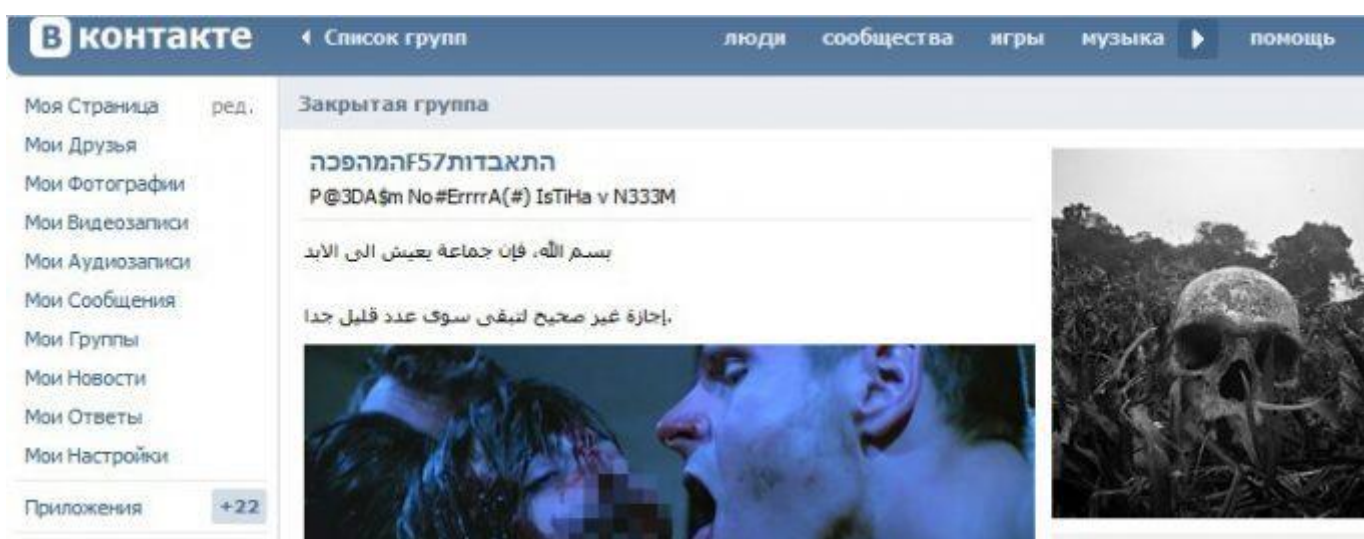 В контакте
Список групп
люди сообщества игры музыка помощь
Моя Страница ред.
Мои Друзья
Мои Фотографии
Мои Видеозаписи
Мои Аудиозаписи
Мои Сообщения
Мои Группы
Мои Новости
Мои Ответы
Мои Настройки
Приложения +22
Закрытая группа
התאבדותF57המהפכה
P@3DA$m No#ErrrrA(#) IsTiHa v N333M
بسم الله، فإن جماعة يعيش الى الابد
.إجازة غير صحيح لتبقى سوى عدد قليل جدا